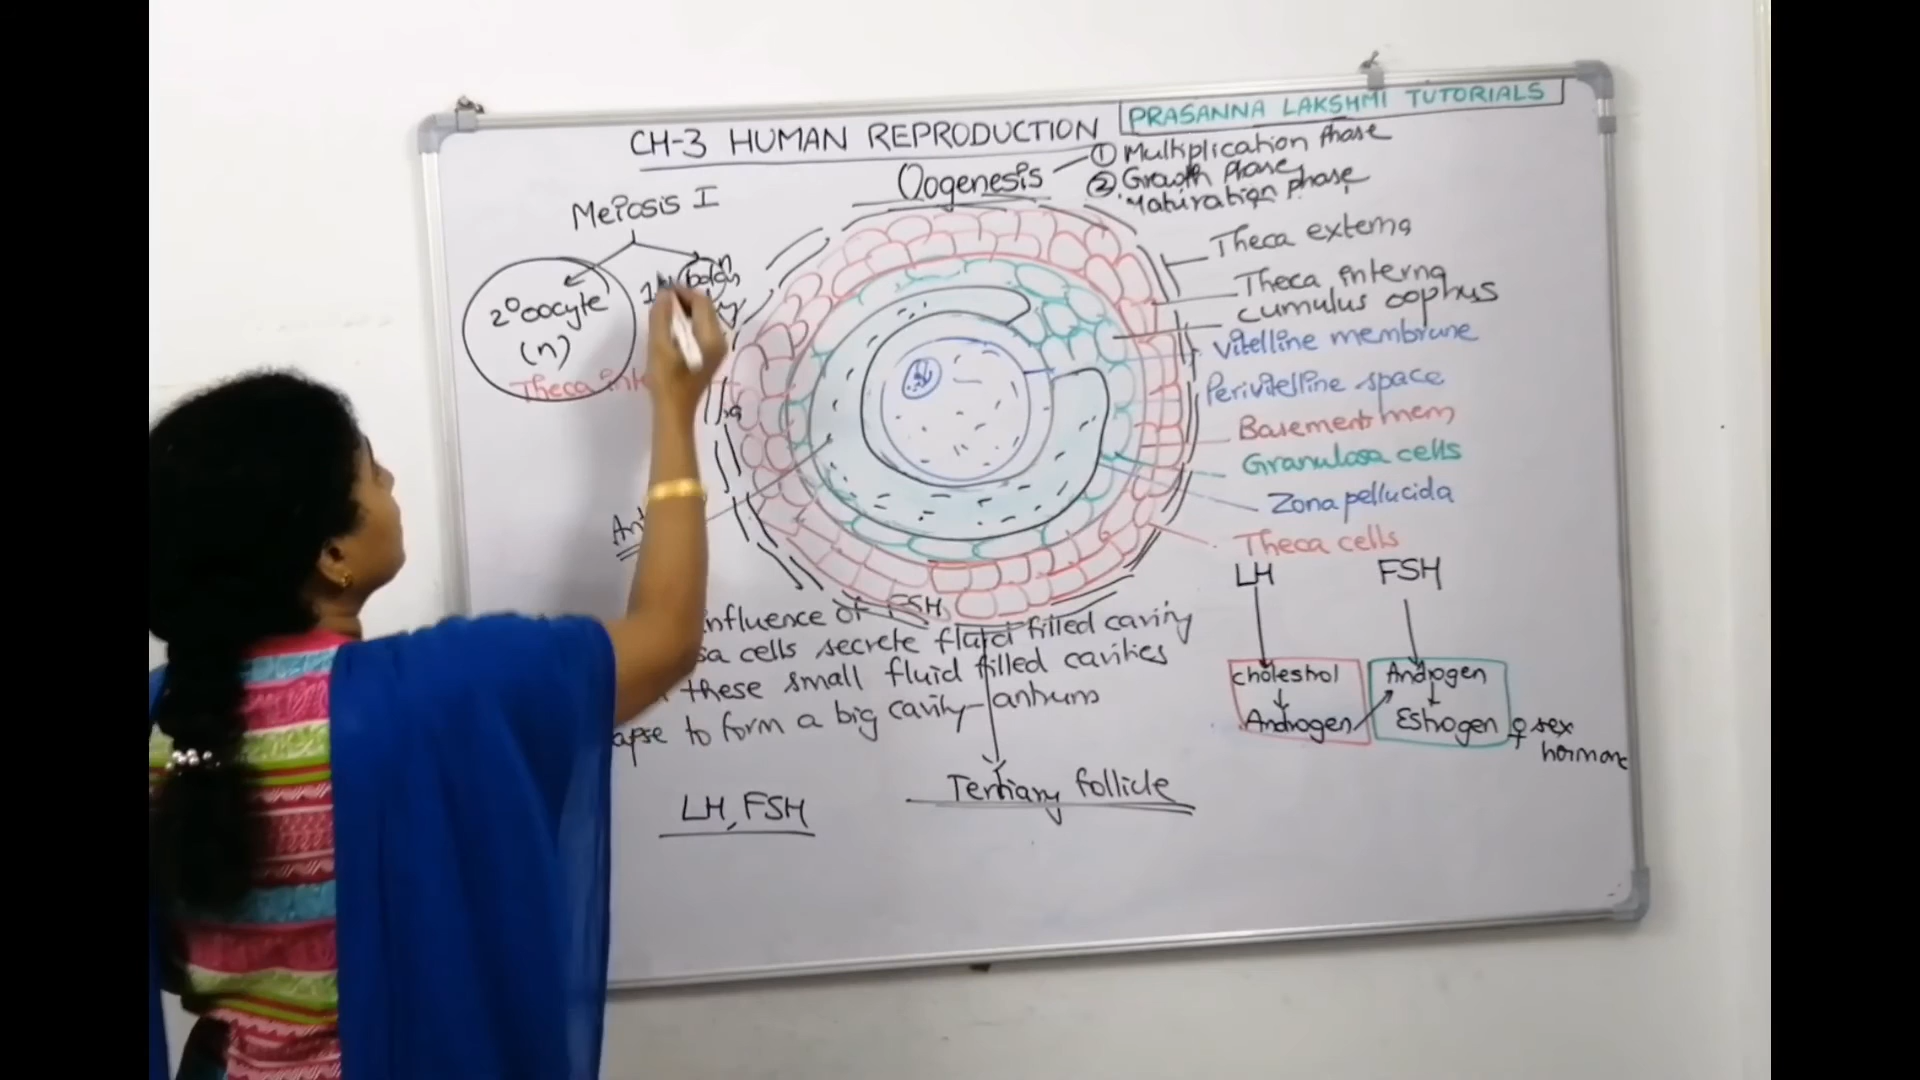 PRASANNA LAKSHMI TUTORIALS
CH-3 HUMAN REPRODUCTION
Oogenesis
① Multiplication phase
② Growth phase
Maturation phase
Meiosis I
2° oocyte
(n)
n
Theca externa
Theca interna
cumulus oophus
Vitelline membrane
Perivitelline space
Basement mem
Granulosa cells
Zona pellucida
Theca cells
Theca
influence of FSH
cells secrete fluid filled cavity
these small fluid filled cavities
to form a big cavity - antrum
LH, FSH
Tertiary follicle
LH FSH
cholestrol
Androgen
Androgen
Estrogen ♀ sex
hormone